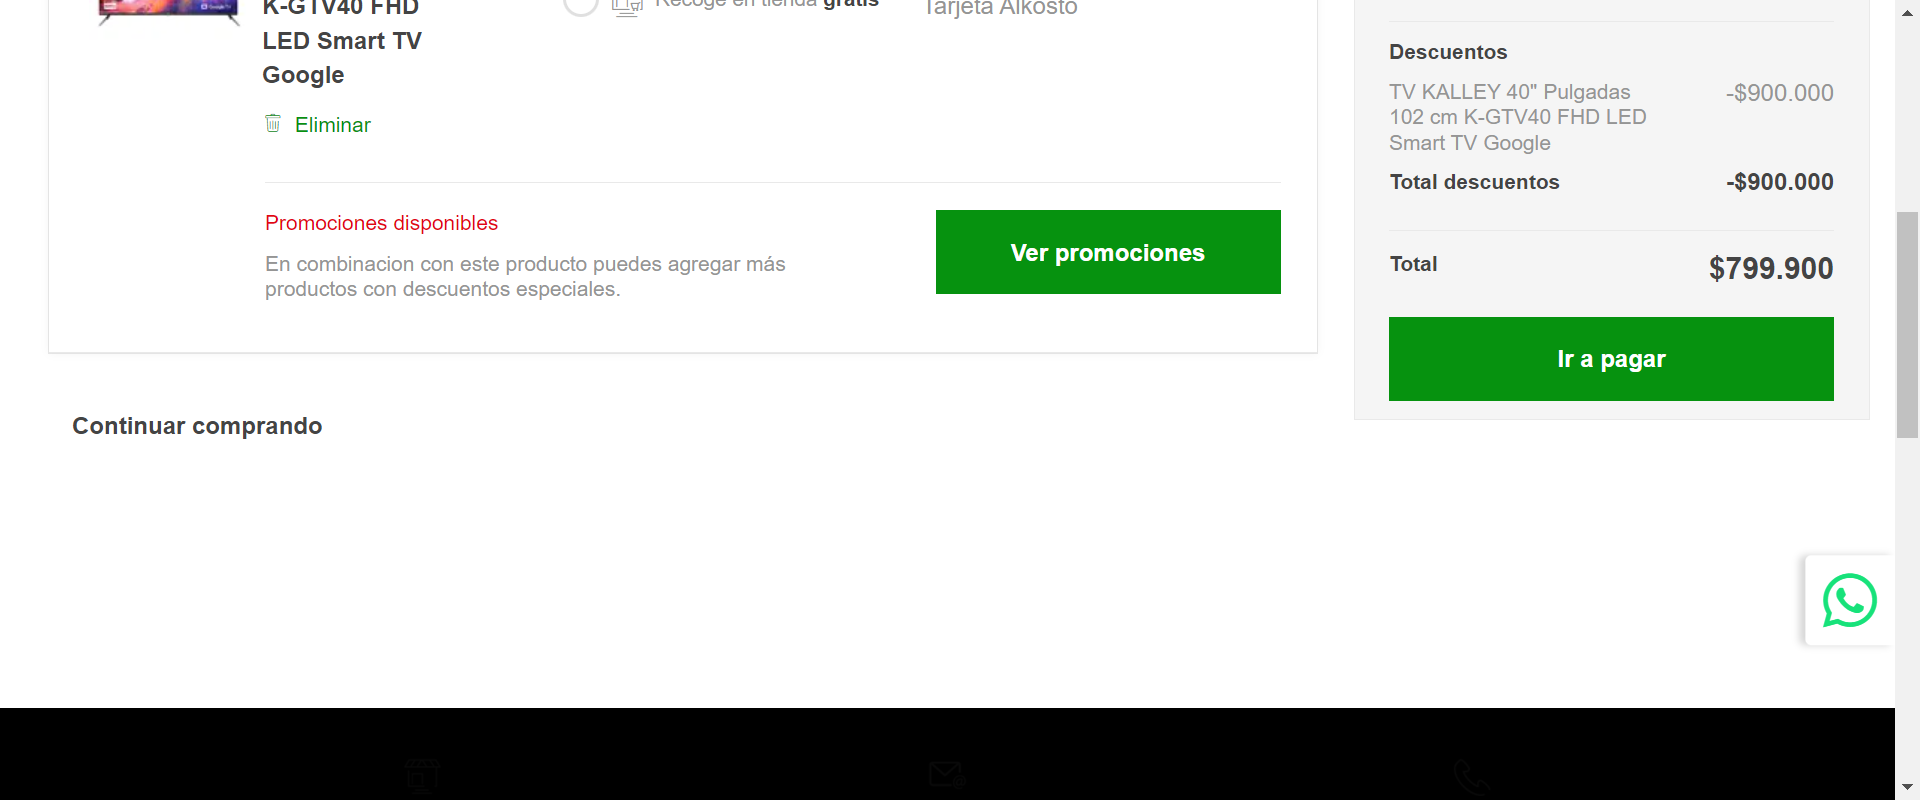 K-GTV40 FHD
LED Smart TV
Google
Eliminar
Recoge en tienda gratis
Tarjeta Alkosto
Promociones disponibles
En combinacion con este producto puedes agregar más
productos con descuentos especiales.
Ver promociones
Continuar comprando
Descuentos
TV KALLEY 40" Pulgadas
102 cm K-GTV40 FHD LED
Smart TV Google
-$900.000
Total descuentos
-$900.000
Total
$799.900
Ir a pagar